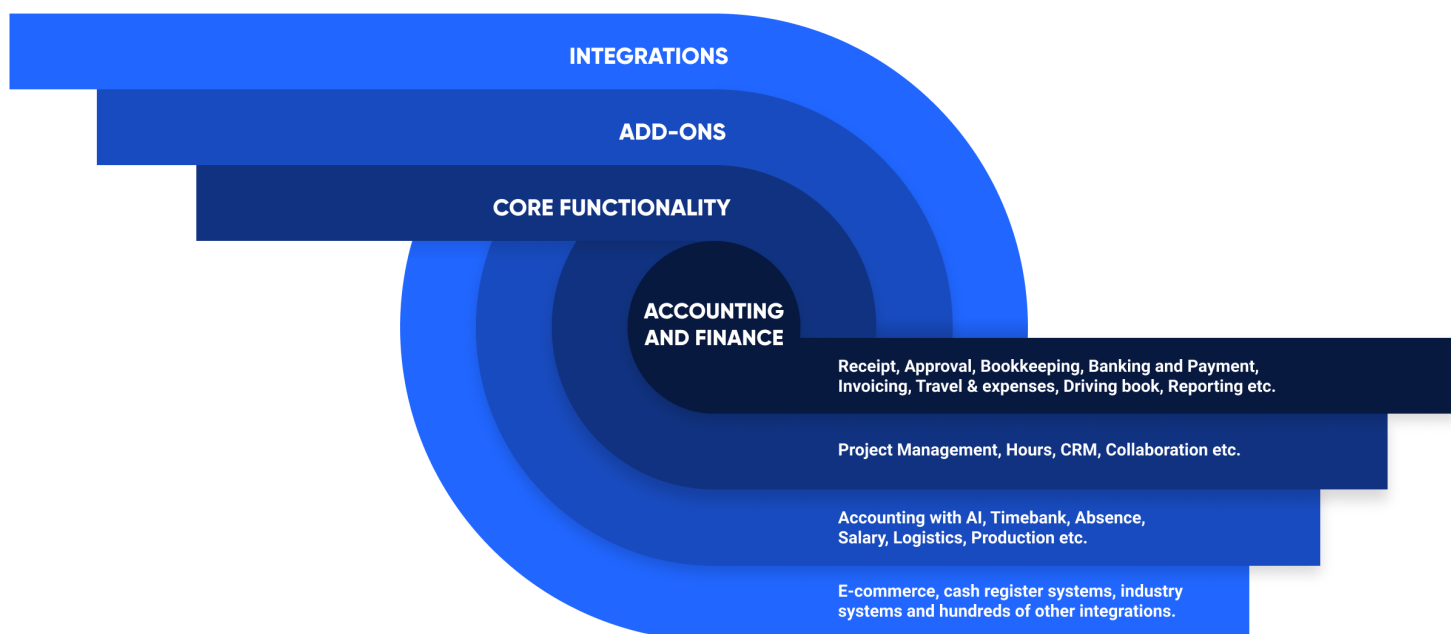 INTEGRATIONS
ADD-ONS
CORE FUNCTIONALITY
ACCOUNTING
AND FINANCE
Receipt, Approval, Bookkeeping, Banking and Payment,
Invoicing, Travel & expenses, Driving book, Reporting etc.
Project Management, Hours, CRM, Collaboration etc.
Accounting with AI, Timebank, Absence,
Salary, Logistics, Production etc.
E-commerce, cash register systems, industry
systems and hundreds of other integrations.